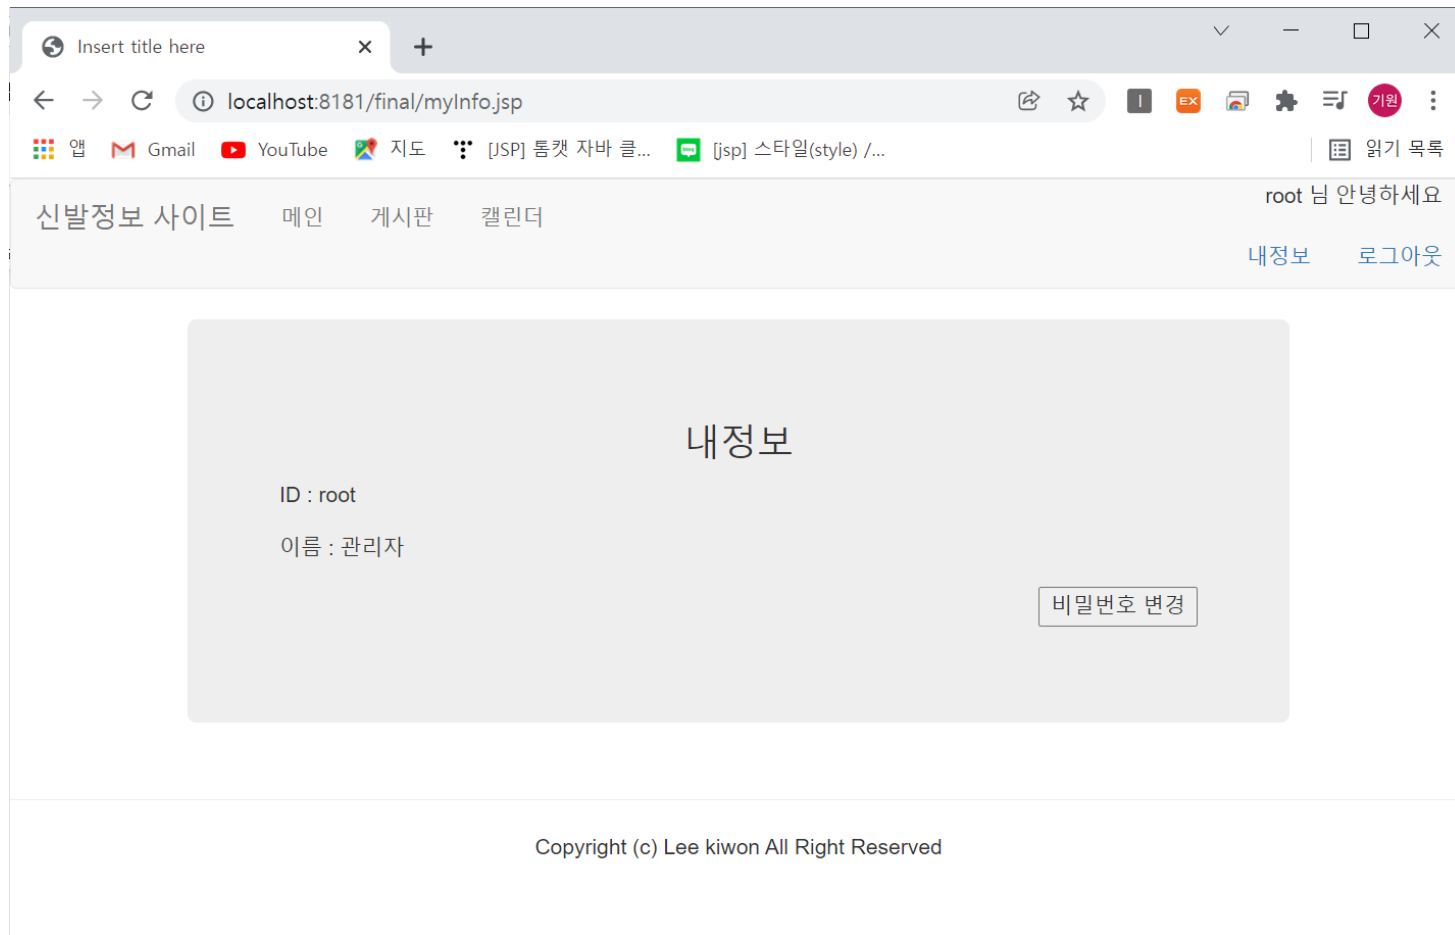 Insert title here
localhost:8181/final/myInfo.jsp
I
EX
기원
앱 Gmail YouTube 지도 [JSP] 톰캣 자바 클... [jsp] 스타일(style) /... 읽기 목록
root 님 안녕하세요
신발정보 사이트 메인 게시판 캘린더
내정보 로그아웃
내정보
ID : root
이름 : 관리자
비밀번호 변경
Copyright (c) Lee kiwon All Right Reserved